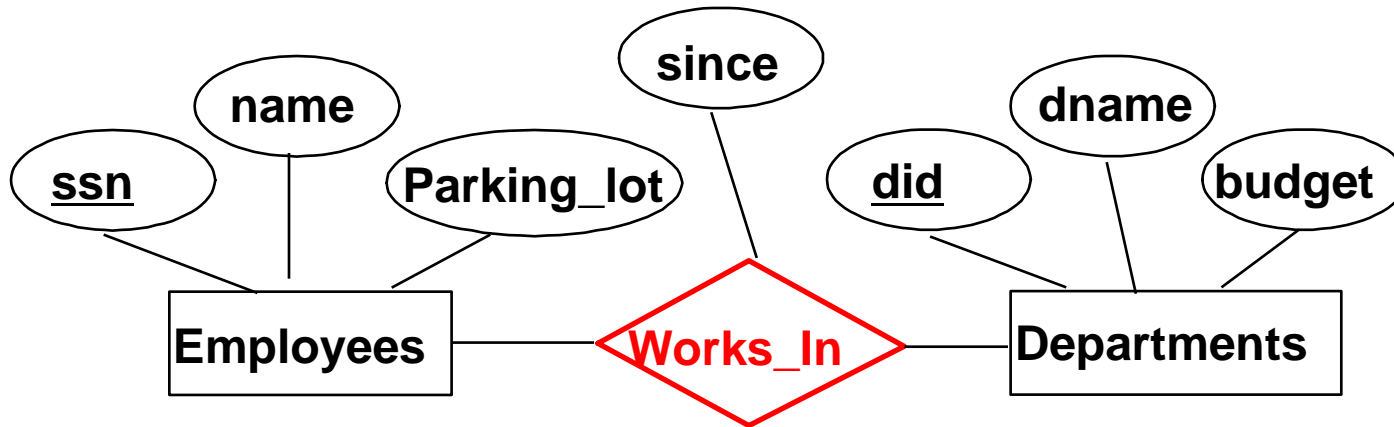 since
name
dname
ssn
Parking_lot
did
budget
Employees
Works_In
Departments